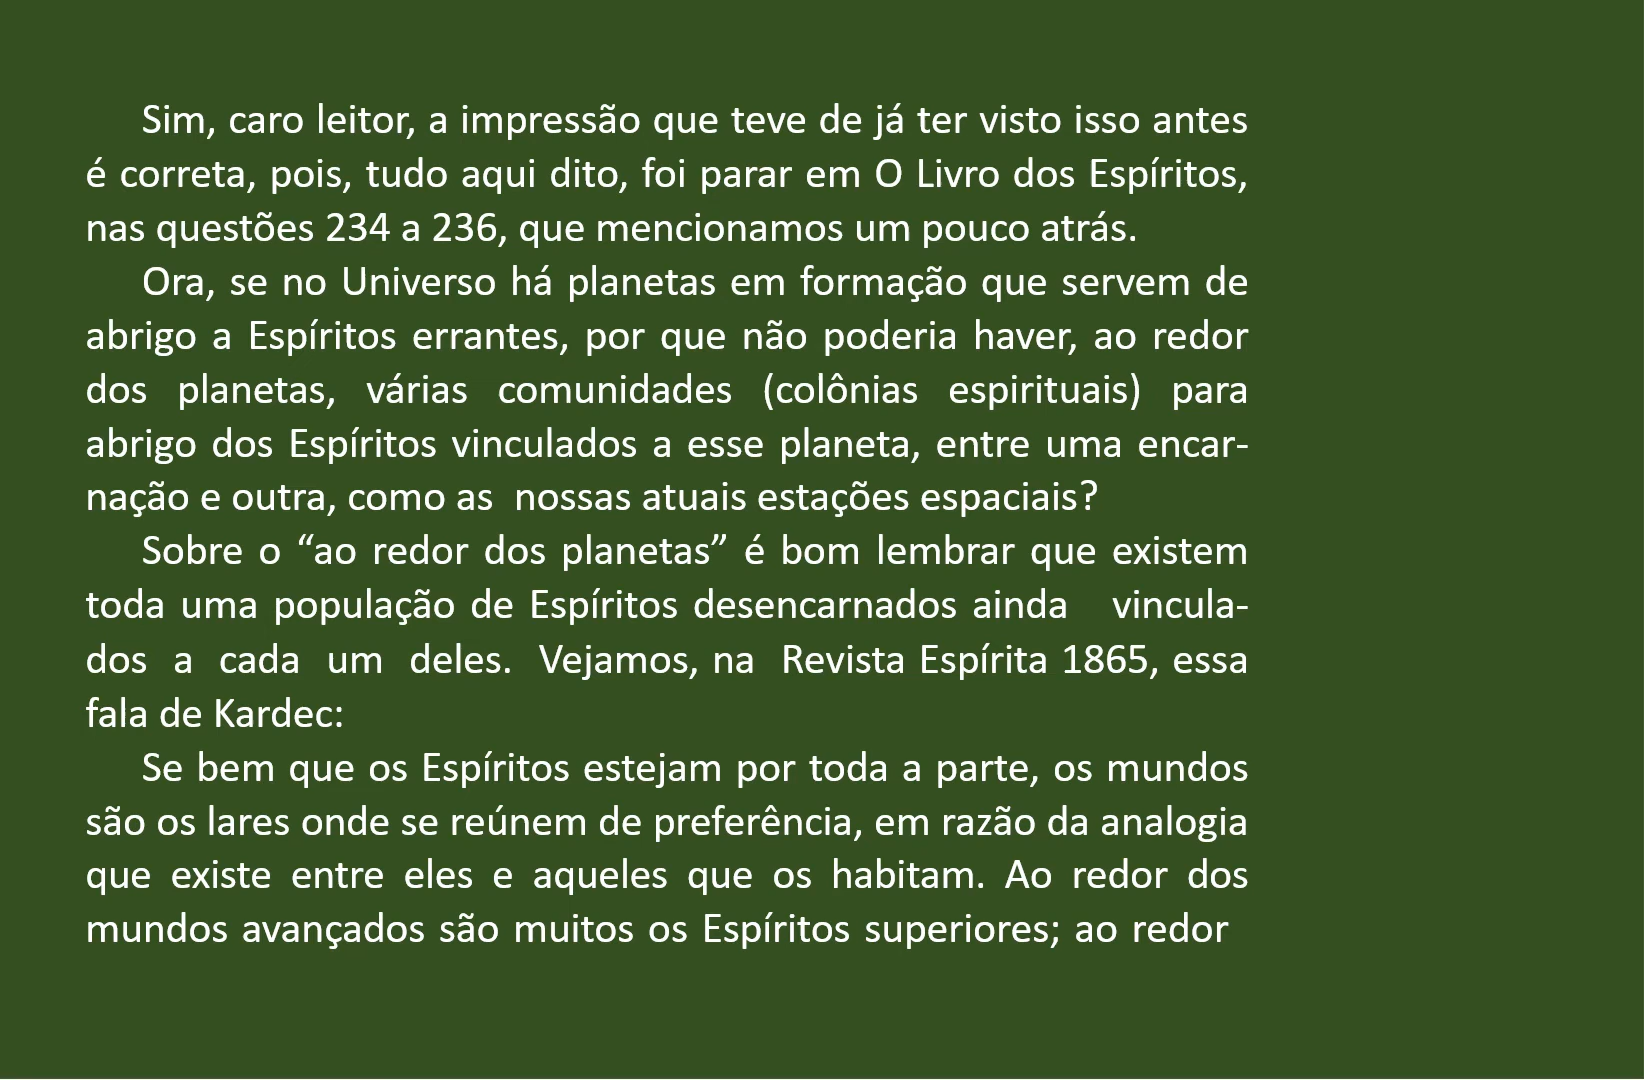 Sim, caro leitor, a impressão que teve de já ter visto isso antes
é correta, pois, tudo aqui dito, foi parar em O Livro dos Espíritos,
nas questões 234 a 236, que mencionamos um pouco atrás.
Ora, se no Universo há planetas em formação que servem de
abrigo a Espíritos errantes, por que não poderia haver, ao redor
dos planetas, várias comunidades (colônias espirituais) para
abrigo dos Espíritos vinculados a esse planeta, entre uma encar-
nação e outra, como as nossas atuais estações espaciais?
Sobre o “ao redor dos planetas” é bom lembrar que existem
toda uma população de Espíritos desencarnados ainda vincula-
dos a cada um deles. Vejamos, na Revista Espírita 1865, essa
fala de Kardec:
Se bem que os Espíritos estejam por toda a parte, os mundos
são os lares onde se reúnem de preferência, em razão da analogia
que existe entre eles e aqueles que os habitam. Ao redor dos
mundos avançados são muitos os Espíritos superiores; ao redor